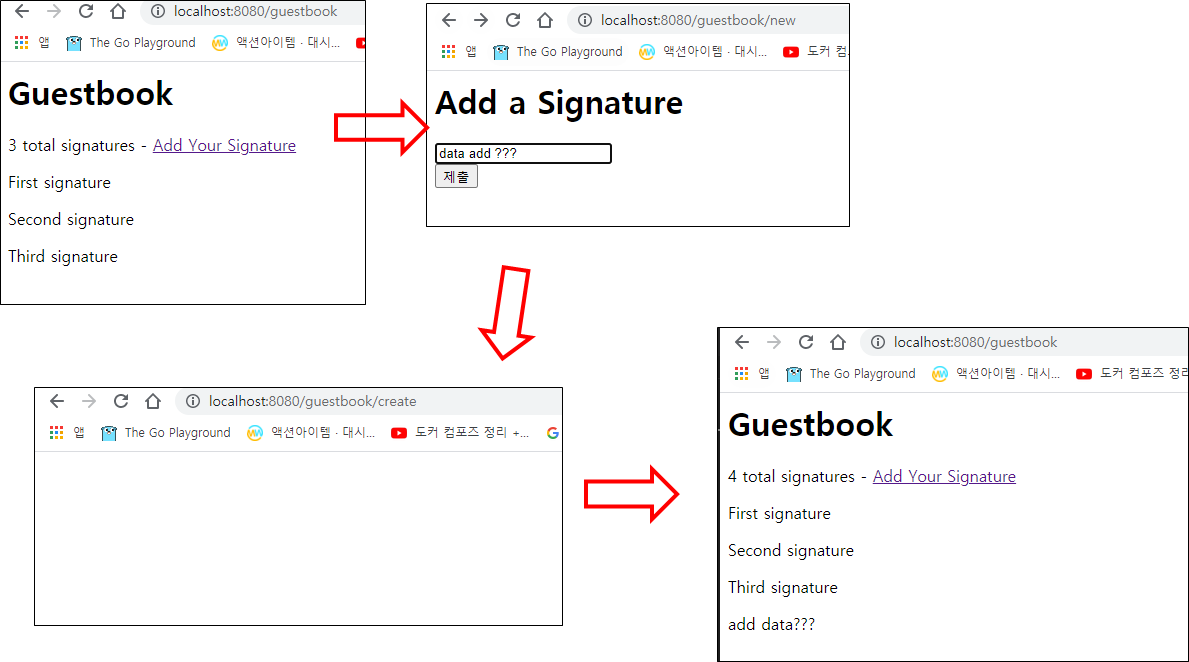 localhost:8080/guestbook
앱 The Go Playground 액션아이템 · 대시...
Guestbook
3 total signatures - Add Your Signature
First signature
Second signature
Third signature
localhost:8080/guestbook/new
앱 The Go Playground 액션아이템 · 대시... 도커 컴
Add a Signature
data add ???
제출
localhost:8080/guestbook/create
앱 The Go Playground 액션아이템 · 대시... 도커 컴포즈 정리 +...
localhost:8080/guestbook
앱 The Go Playground 액션아이템 · 대시... 도커 컴포즈 정리
Guestbook
4 total signatures - Add Your Signature
First signature
Second signature
Third signature
add data???